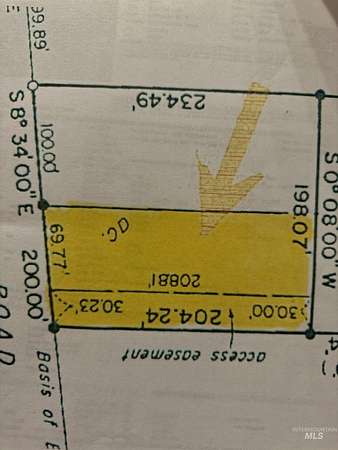 99.89'
234.49'
S 8° 34' 00" E
100.00'
198.07'
S 0° 08' 00" W
ac.
69.77'
200.00'
208.81'
30.23'
204.24'
30.00'
access easement
ROAD
Basis of
INTERMOUNTAIN
MLS